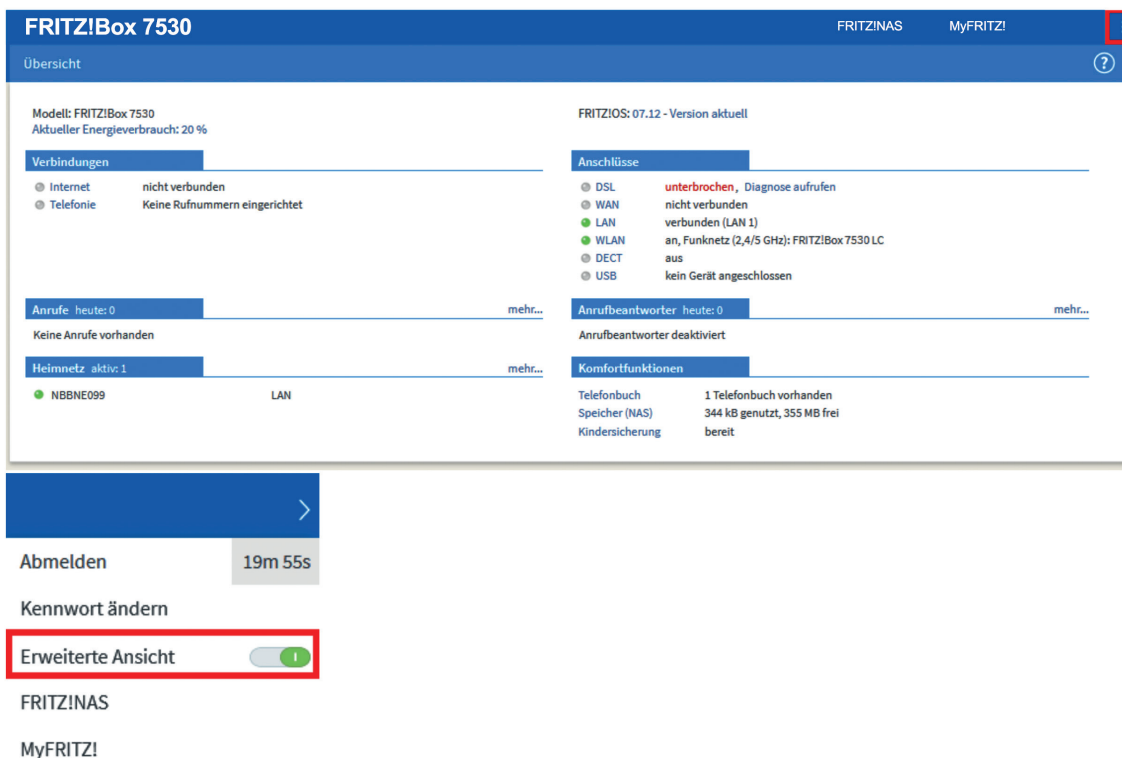 FRITZ!Box 7530
FRITZ!NAS MyFRITZ!
Übersicht ?
Modell: FRITZ!Box 7530
Aktueller Energieverbrauch: 20 %
FRITZ!OS: 07.12 - Version aktuell
Verbindungen
Internet nicht verbunden
Telefonie Keine Rufnummern eingerichtet
Anschlüsse
DSL unterbrochen, Diagnose aufrufen
WAN nicht verbunden
LAN verbunden (LAN 1)
WLAN an, Funknetz (2,4/5 GHz): FRITZ!Box 7530 LC
DECT aus
USB kein Gerät angeschlossen
Anrufe heute: 0 mehr...
Keine Anrufe vorhanden
Anrufbeantworter heute: 0 mehr...
Anrufbeantworter deaktiviert
Heimnetz aktiv: 1 mehr...
NBBNE099 LAN
Komfortfunktionen
Telefonbuch 1 Telefonbuch vorhanden
Speicher (NAS) 344 kB genutzt, 355 MB frei
Kindersicherung bereit
Abmelden 19m 55s
Kennwort ändern
Erweiterte Ansicht
FRITZ!NAS
MyFRITZ!